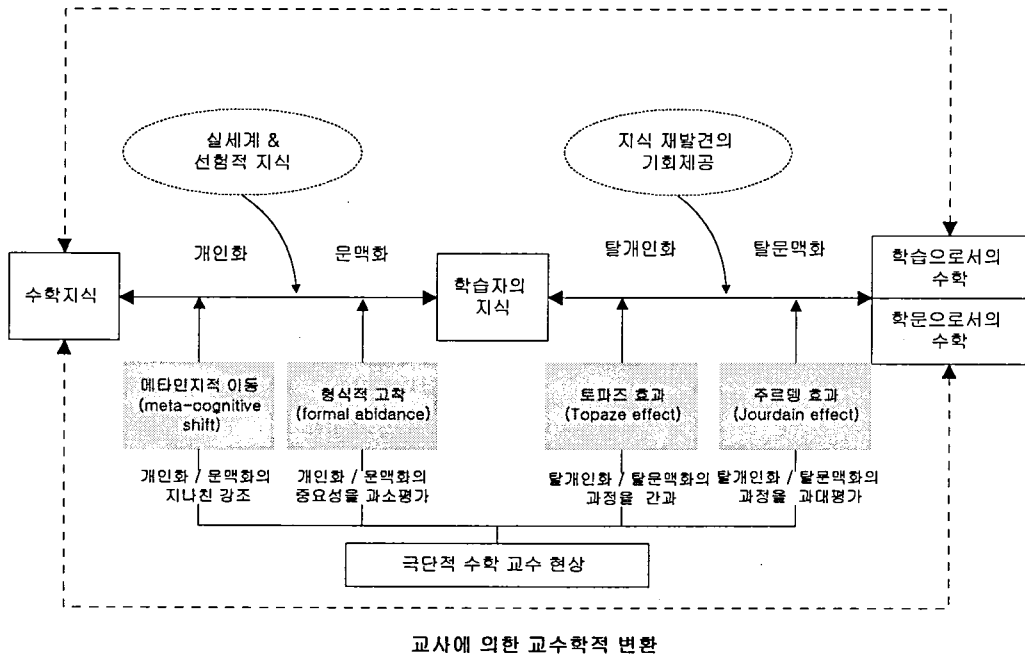 실세계 &
선험적 지식
지식 재발견의
기회제공
개인화
문맥화
탈개인화
탈문맥화
수학지식
학습자의
지식
학습으로서의
수학
학문으로서의
수학
메타인지적 이동
(meta-cognitive
shift)
형식적 고착
(formal abidance)
토파즈 효과
(Topaze effect)
주르뎅 효과
(Jourdain effect)
개인화 / 문맥화의
지나친 강조
개인화 / 문맥화의
중요성을 과소평가
탈개인화 / 탈문맥화의
과정을 간과
탈개인화 / 탈문맥화의
과정을 과대평가
극단적 수학 교수 현상
교사에 의한 교수학적 변환